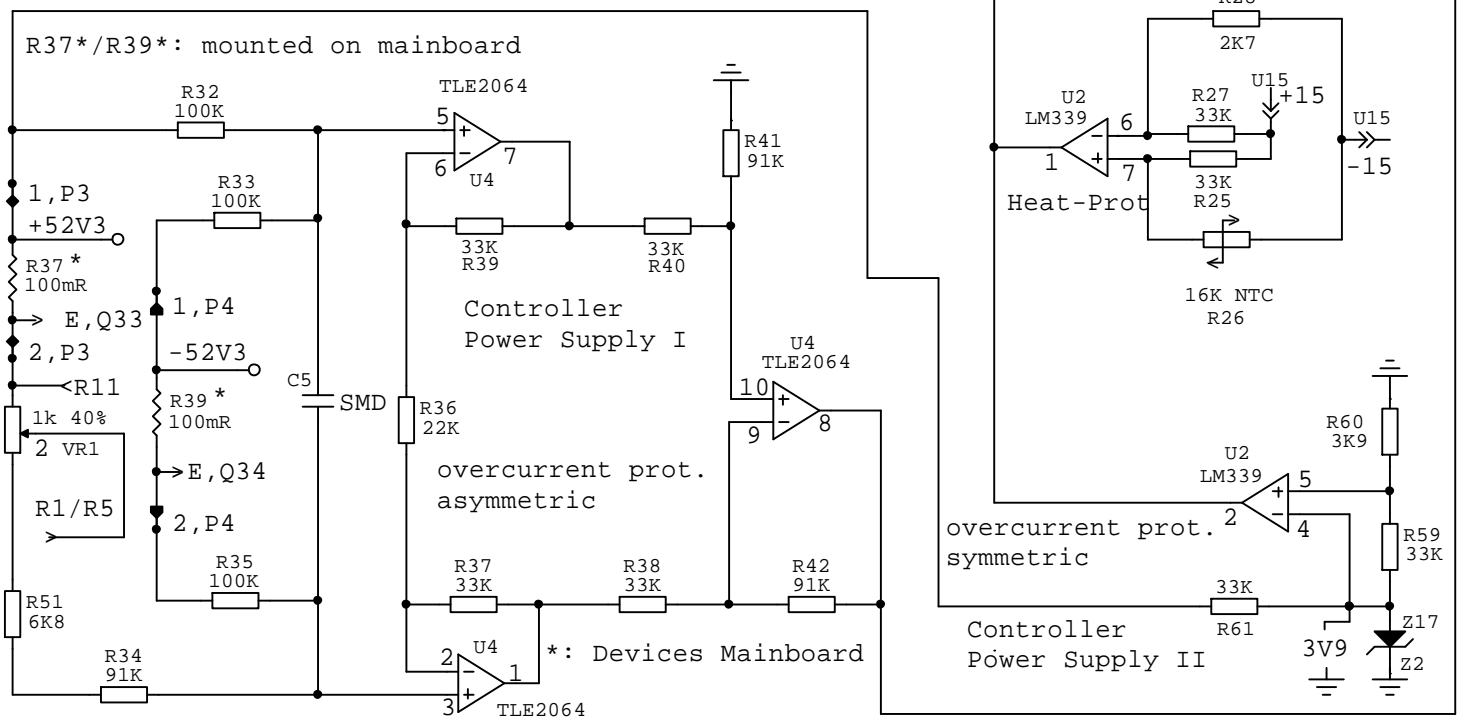 R37*/R39*: mounted on mainboard
R32
100K
TLE2064
5
6
7
U4
R41
91K
1,P3
+52V3
R33
100K
R37 *
100mR
E,Q33
1,P4
2,P3
-52V3
R11
33K
R39
33K
R40
Controller
Power Supply I
C5
SMD
R39 *
100mR
1k 40%
2 VR1
E,Q34
R1/R5
2,P4
R36
22K
U4
TLE2064
10
9
8
overcurrent prot.
asymmetric
R35
100K
R37
33K
R38
33K
R42
91K
R51
6K8
R34
91K
2
3
U4
1
TLE2064
*: Devices Mainboard
2K7
U15
+15
U2
LM339
R27
33K
U15
-15
6
7
1
33K
R25
Heat-Prot
16K NTC
R26
R60
3K9
U2
LM339
5
4
2
overcurrent prot.
symmetric
R59
33K
33K
R61
Controller
Power Supply II
3V9
Z17
Z2